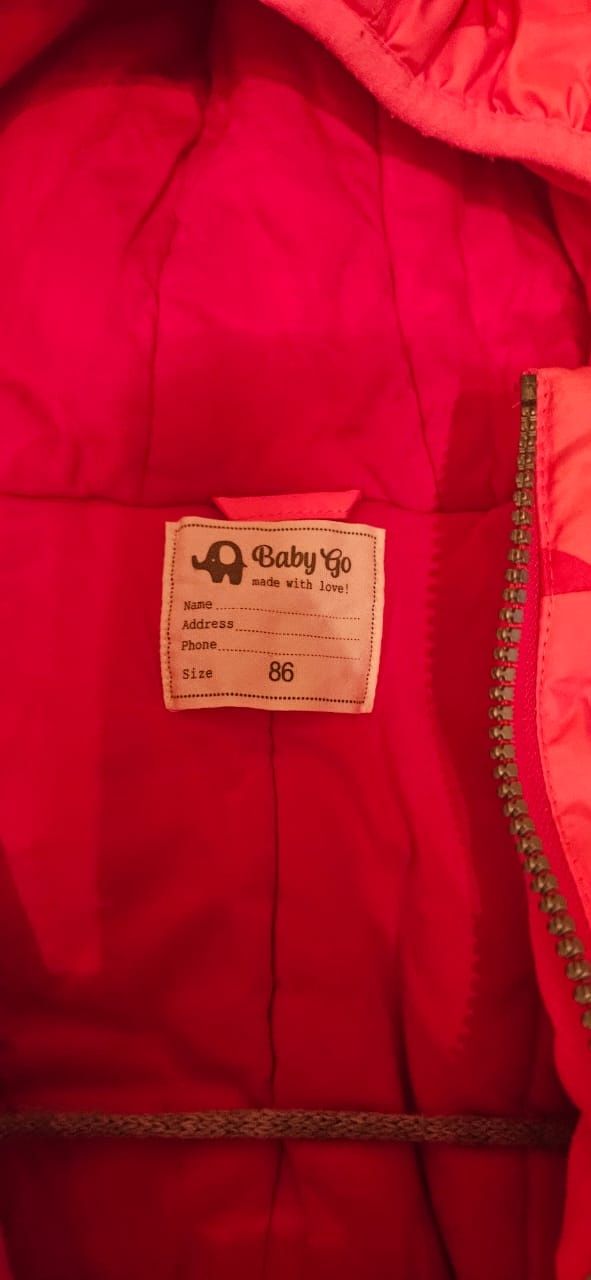 Baby Go
made with love!
Name
Address
Phone
Size 86